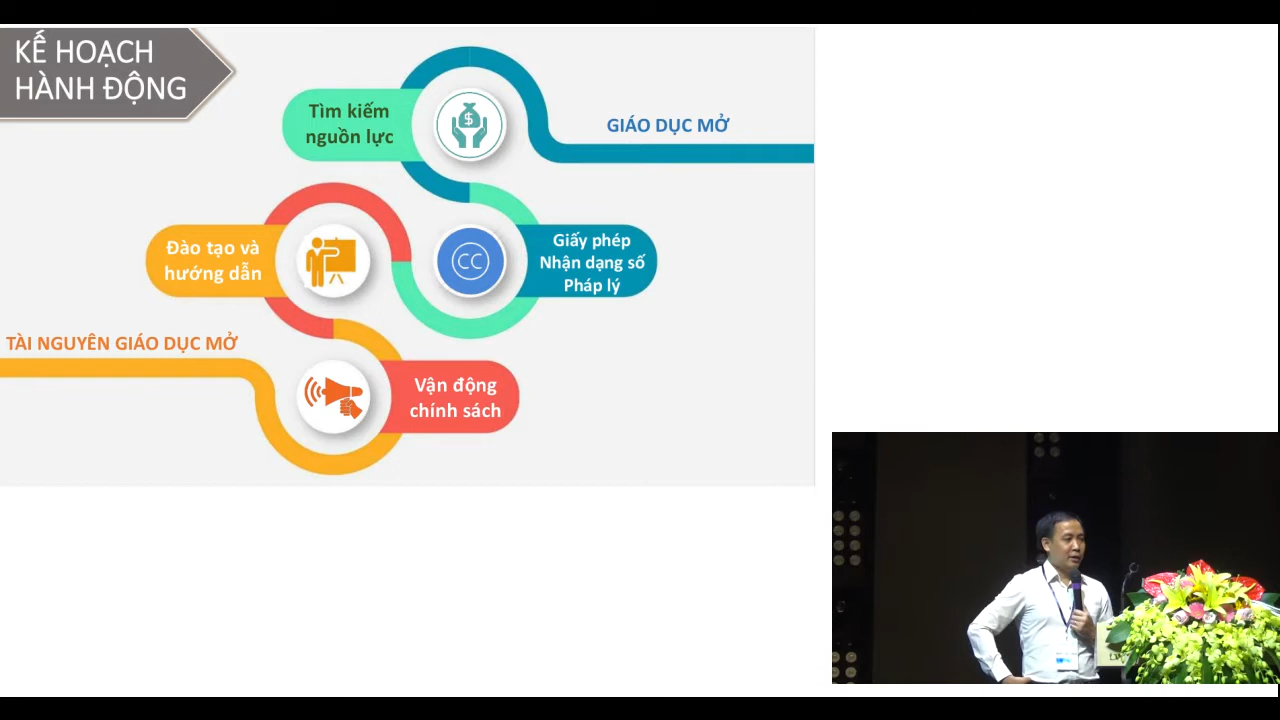 KẾ HOẠCH
HÀNH ĐỘNG
Tìm kiếm
nguồn lực
GIÁO DỤC MỞ
Đào tạo và
hướng dẫn
CC
Giấy phép
Nhận dạng số
Pháp lý
TÀI NGUYÊN GIÁO DỤC MỞ
Vận động
chính sách